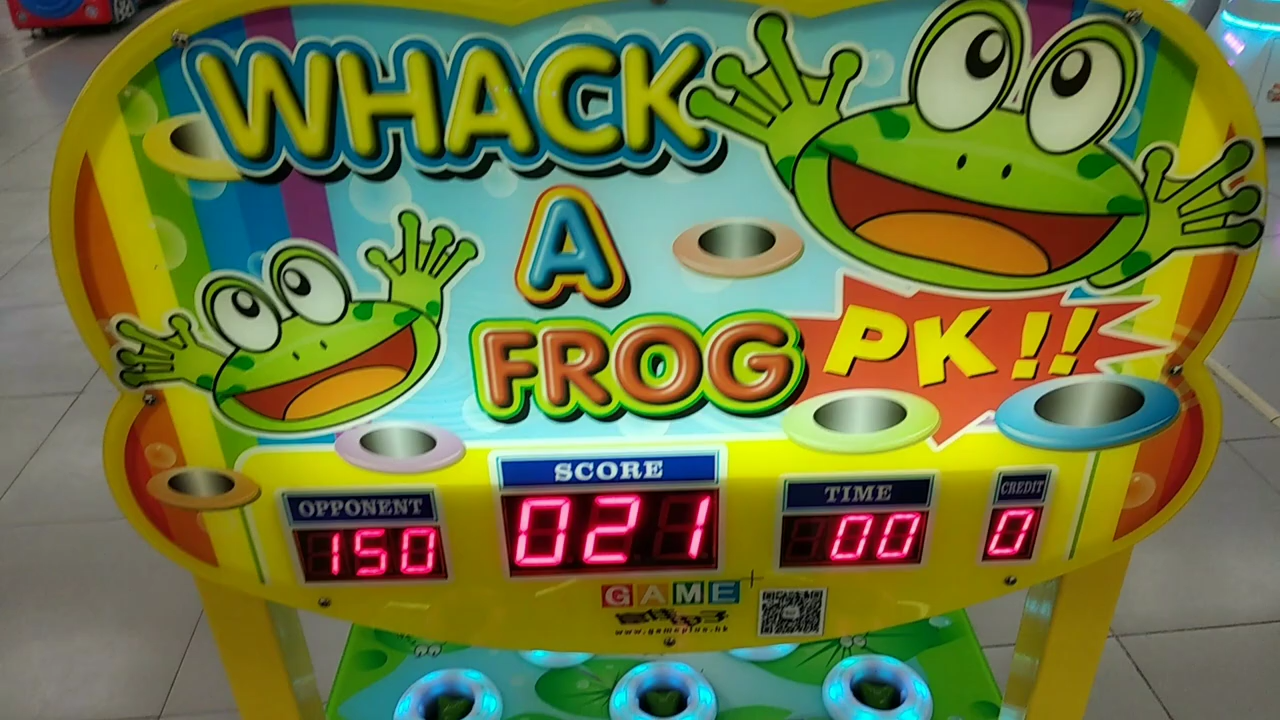 WHACK
A
FROG
PK!!
SCORE
OPPONENT
TIME
CREDIT
150
021
00
0
GAME
www.gameplus.hk